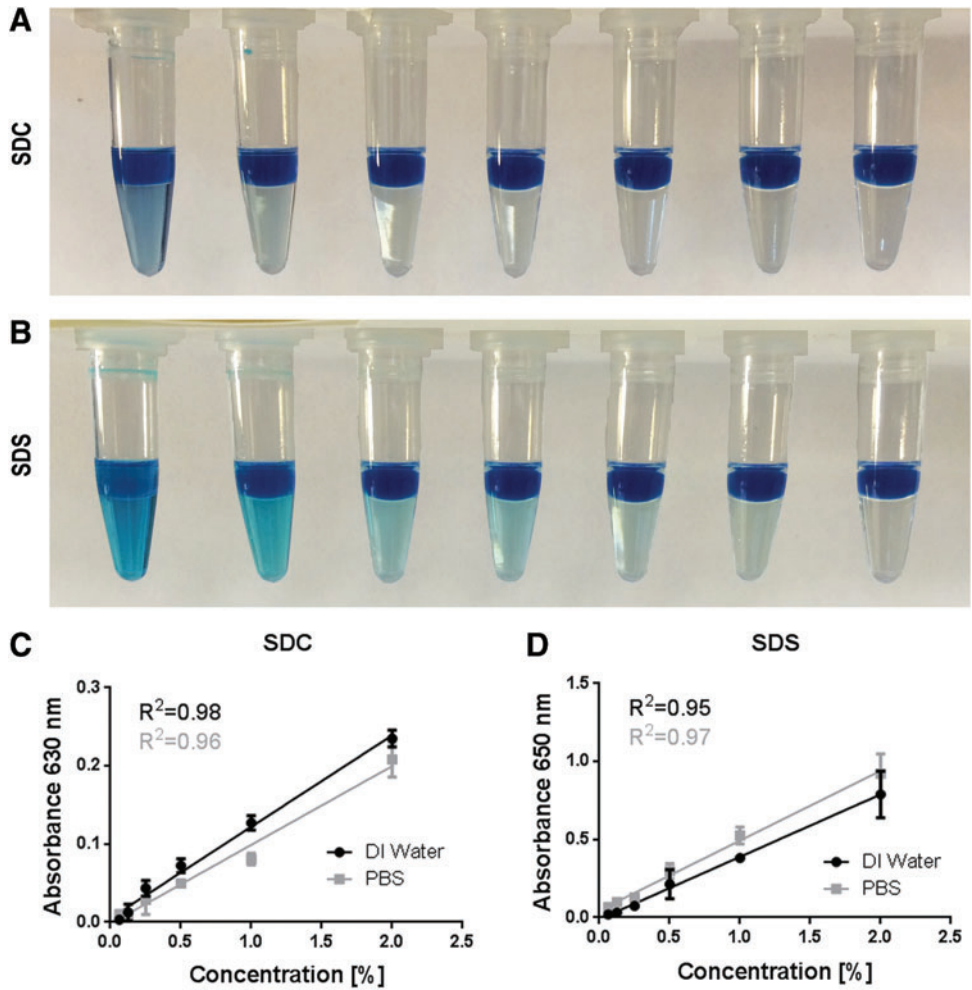 A
SDC
B
SDS
C
SDC
R²=0.98
R²=0.96
Absorbance 630 nm
0.3
0.2
0.1
0.0
DI Water
PBS
0.0 0.5 1.0 1.5 2.0 2.5
Concentration [%]
D
SDS
R²=0.95
R²=0.97
Absorbance 650 nm
1.5
1.0
0.5
0.0
DI Water
PBS
0.0 0.5 1.0 1.5 2.0 2.5
Concentration [%]